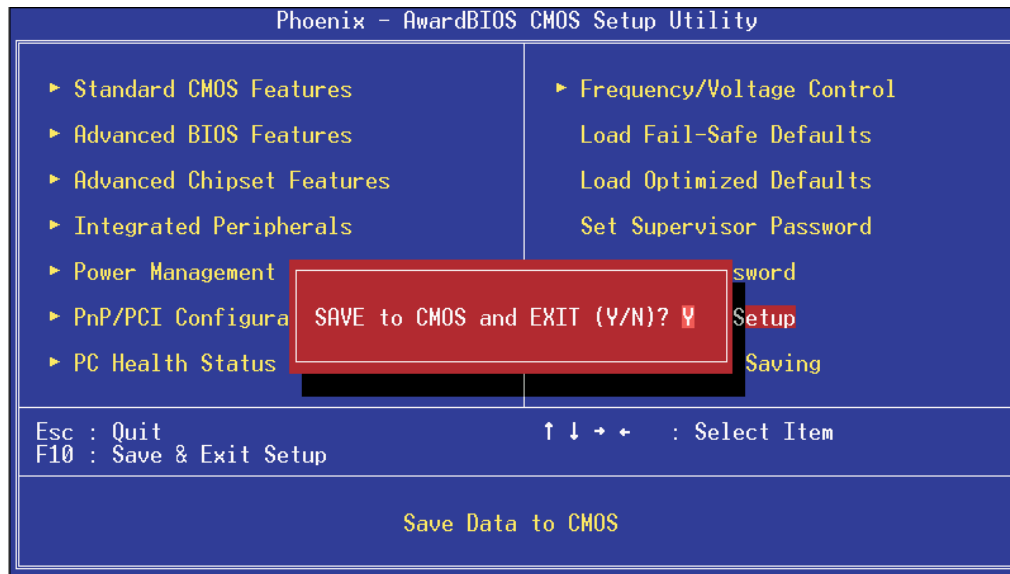 Phoenix - AwardBIOS CMOS Setup Utility
► Standard CMOS Features
► Advanced BIOS Features
► Advanced Chipset Features
► Integrated Peripherals
► Power Management
► PnP/PCI Configura
► PC Health Status
► Frequency/Voltage Control
Load Fail-Safe Defaults
Load Optimized Defaults
Set Supervisor Password
sword
Setup
Saving
SAVE to CMOS and EXIT (Y/N)? Y
Esc : Quit
F10 : Save & Exit Setup
↑ ↓ → ← : Select Item
Save Data to CMOS